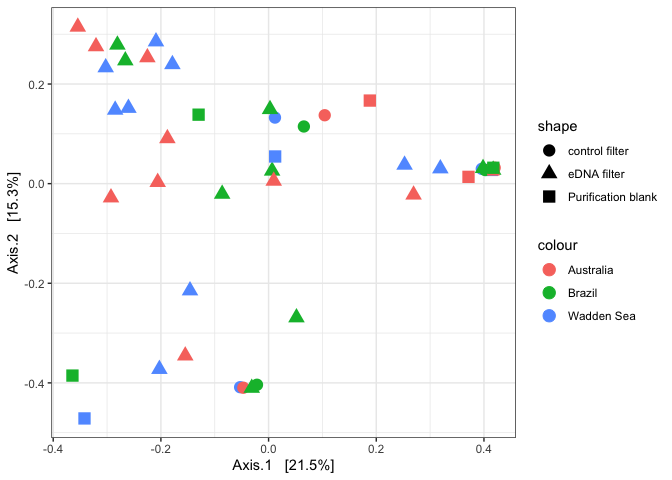 0.2
0.0
-0.2
-0.4
-0.4
-0.2
0.0
0.2
0.4
Axis.1 [21.5%]
Axis.2 [15.3%]
shape
control filter
eDNA filter
Purification blank
colour
Australia
Brazil
Wadden Sea